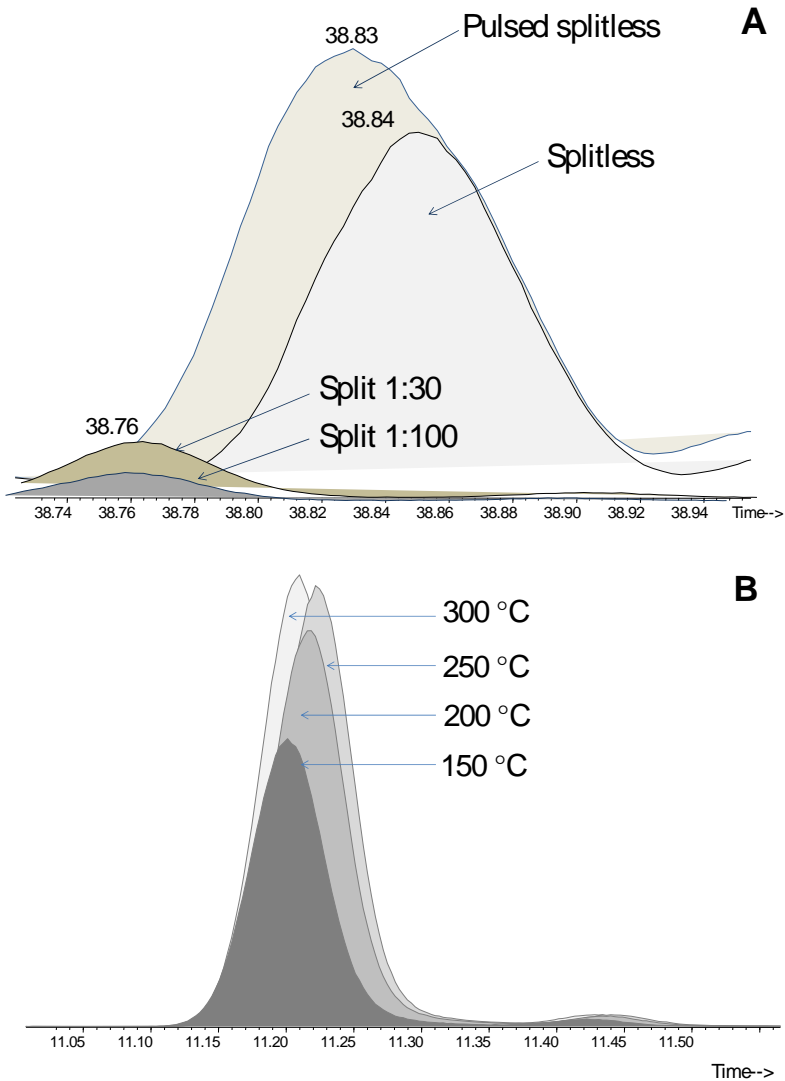 A
38.83
Pulsed splitless
38.84
Splitless
Split 1:30
38.76
Split 1:100
38.74 38.76 38.78 38.80 38.82 38.84 38.86 38.88 38.90 38.92 38.94 Time-->
B
300 °C
250 °C
200 °C
150 °C
11.05 11.10 11.15 11.20 11.25 11.30 11.35 11.40 11.45 11.50
Time-->